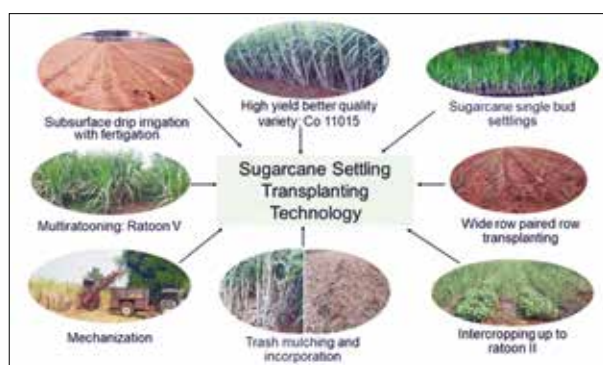 Subsurface drip irrigation
with fertigation
High yield better quality
variety: Co 11015
Sugarcane single bud
settlings
Sugarcane Settling
Transplanting
Technology
Multiratooning: Ratoon V
Wide row paired row
transplanting
Mechanization
Trash mulching and
incorporation
Intercropping up to
ratoon II